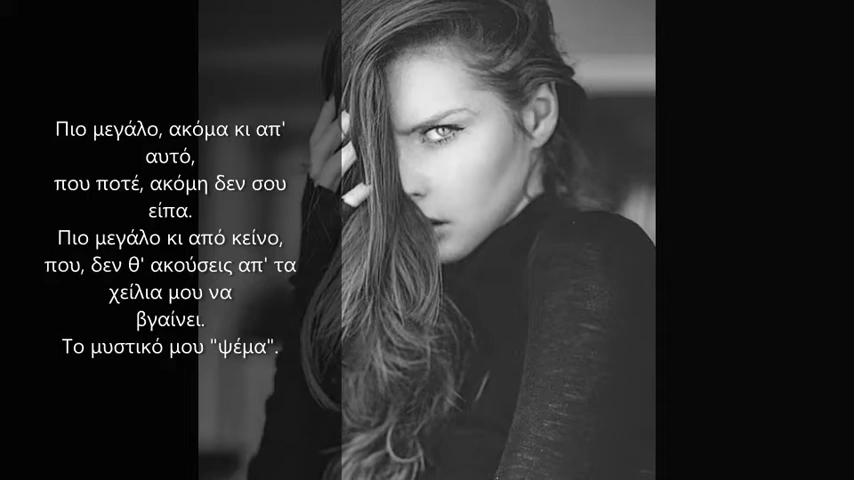 Πιο μεγάλο, ακόμα κι απ'
αυτό,
που ποτέ, ακόμη δεν σου
είπα.
Πιο μεγάλο κι από κείνο,
που, δεν θ' ακούσεις απ' τα
χείλια μου να
βγαίνει.
Το μυστικό μου "ψέμα".